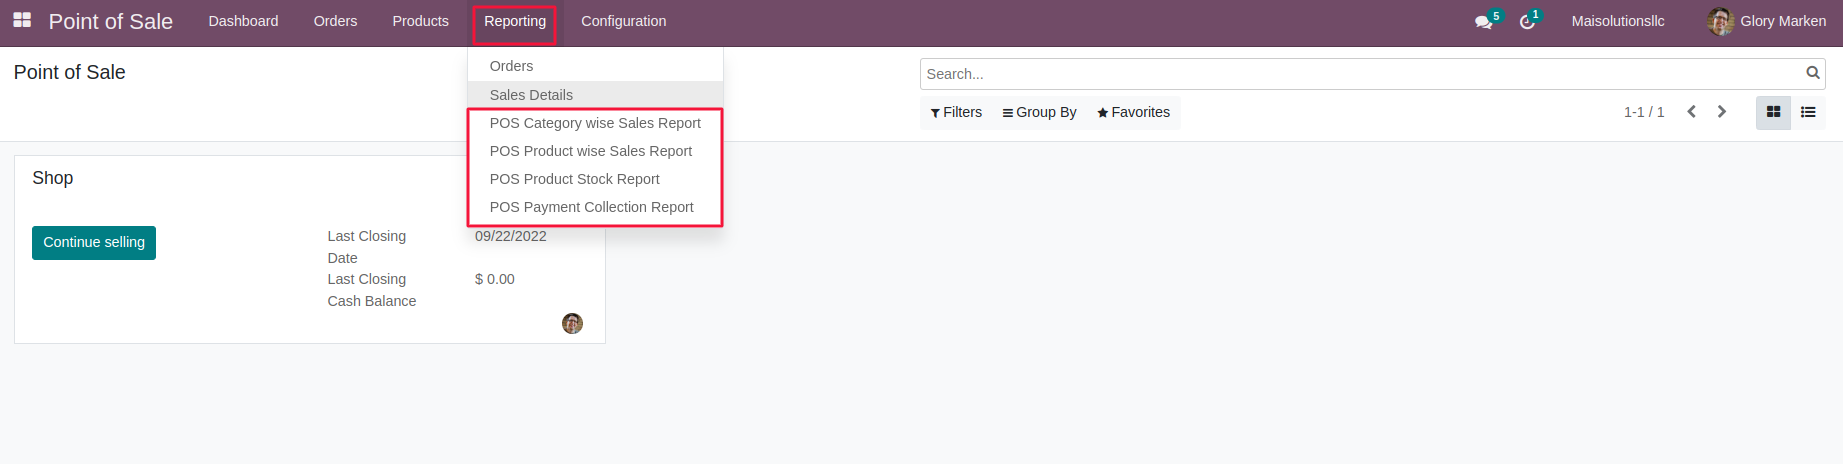 Point of Sale Dashboard Orders Products Reporting Configuration 5 1 Maisolutionsllc Glory Marken
Point of Sale
Orders
Sales Details
POS Category wise Sales Report
POS Product wise Sales Report
POS Product Stock Report
POS Payment Collection Report
Search...
Filters Group By Favorites 1-1 / 1
Shop
Continue selling
Last Closing Date 09/22/2022
Last Closing Cash Balance $ 0.00